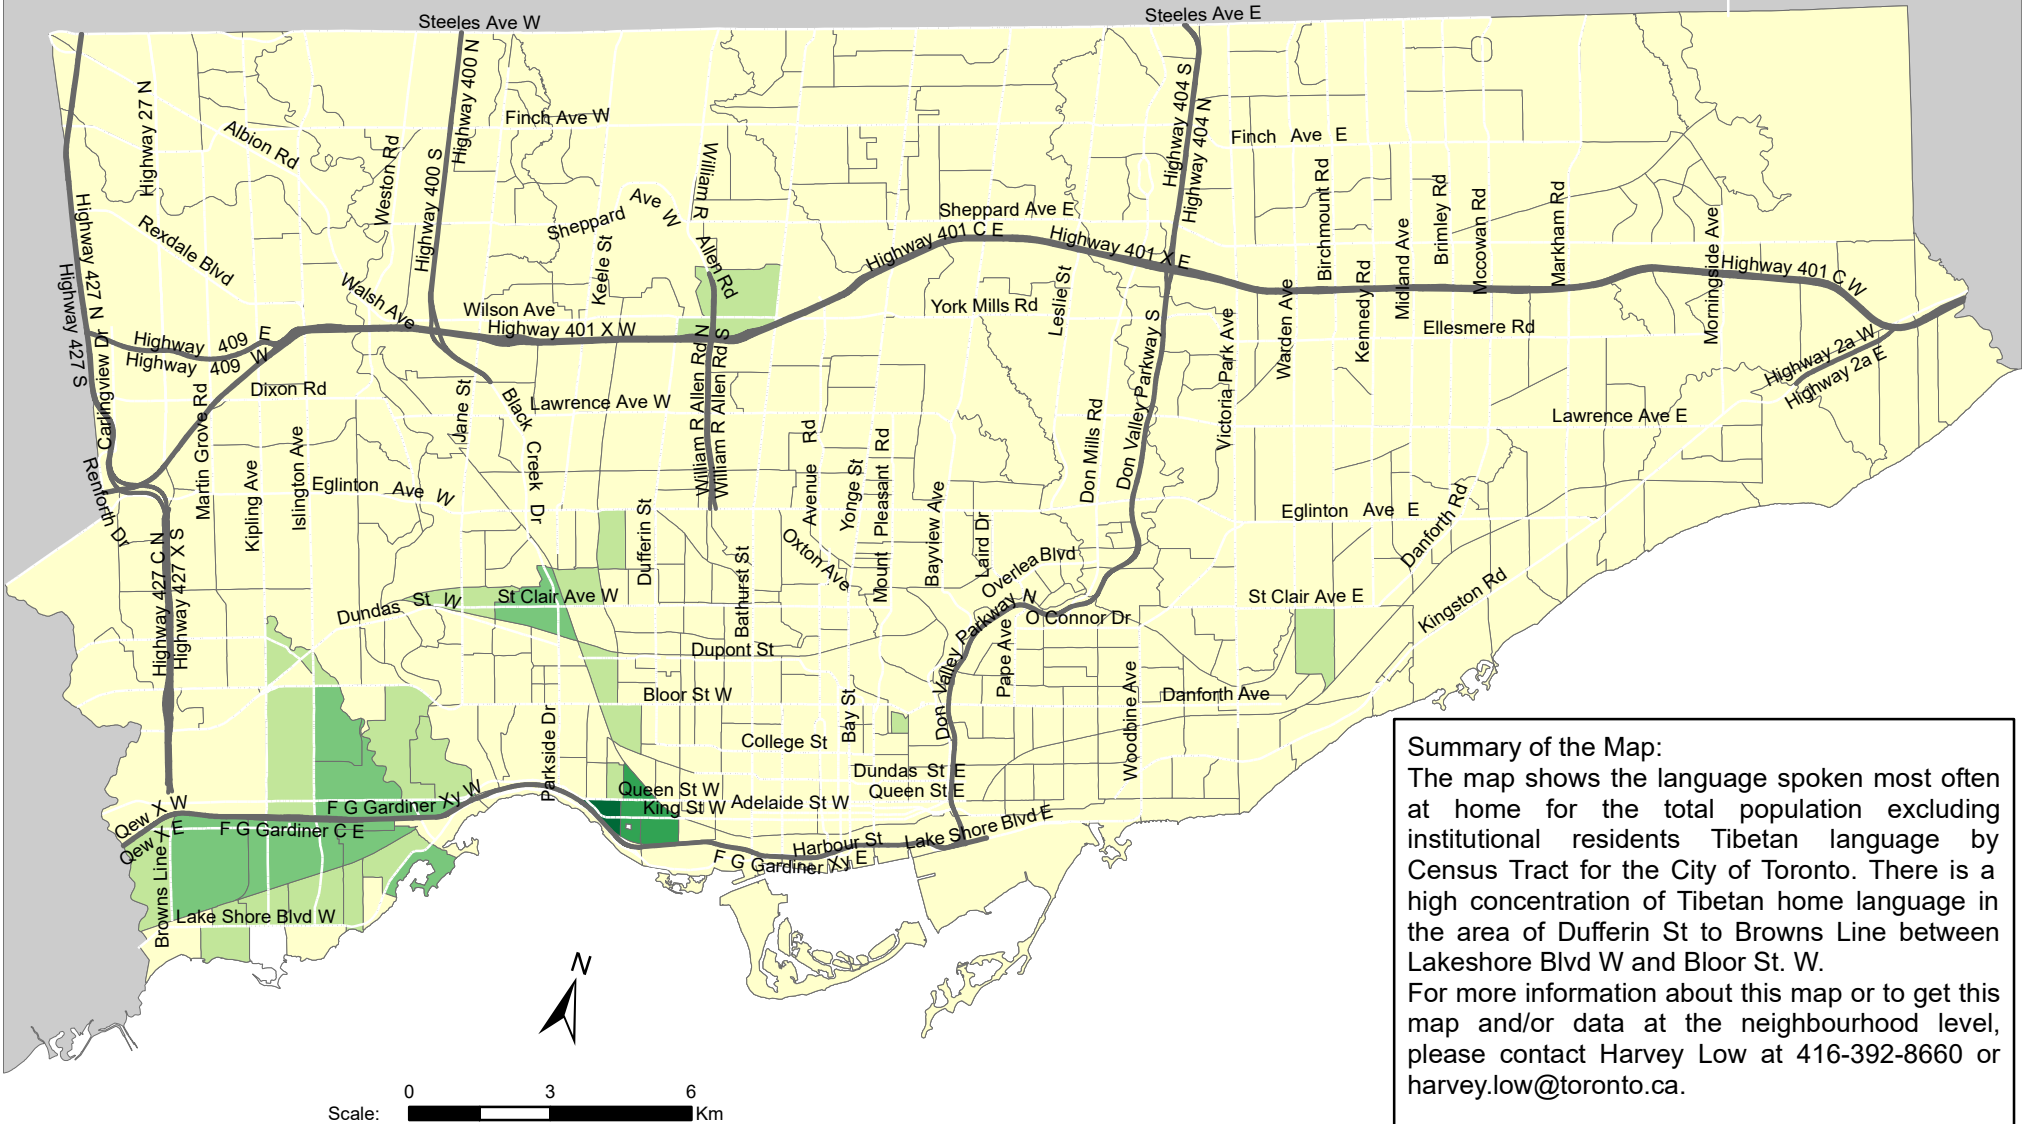 Steeles Ave W
Steeles Ave E
Highway 27 N
Albion Rd
Weston Rd
Highway 400 N
Highway 400 S
Finch Ave W
William R Allen Rd
Highway 404 S
Highway 404 N
Finch Ave E
Sheppard Ave W
Keele St
Sheppard Ave E
Highway 401 C E
Highway 401 X E
Birchmount Rd
Midland Ave
Brimley Rd
Mccowan Rd
Markham Rd
Morningside Ave
Highway 401 C W
Rexdale Blvd
Highway 427 N
Highway 427 S
Walsh Ave
Wilson Ave
Highway 401 X W
York Mills Rd
Leslie St
Kennedy Rd
Warden Ave
Ellesmere Rd
Highway 2a W
Highway 2a E
Highway 409 E
Highway 409 W
Carlingview Dr
Dixon Rd
Martin Grove Rd
Jane St
Black Creek Dr
Lawrence Ave W
William R Allen Rd N
William R Allen Rd S
Avenue Rd
Yonge St
Mount Pleasant Rd
Bayview Ave
Don Mills Rd
Don Valley Parkway S
Victoria Park Ave
Lawrence Ave E
Renforth Dr
Kipling Ave
Islington Ave
Eglinton Ave W
Dufferin St
Bathurst St
Oxton Ave
Laird Dr
Overlea Blvd
Eglinton Ave E
Danforth Rd
Highway 427 C N
Highway 427 X S
Dundas St W
St Clair Ave W
Don Valley Parkway N
O Connor Dr
Pape Ave
St Clair Ave E
Kingston Rd
Dupont St
Bloor St W
Bay St
Woodbine Ave
Danforth Ave
Parkside Dr
College St
Dundas St E
Queen St E
Queen St W
King St W
Adelaide St W
Qew X W
Qew X E
F G Gardiner Xy W
F G Gardiner C E
Harbour St
Lake Shore Blvd E
F G Gardiner Xy E
Browns Line
Lake Shore Blvd W
N
Scale:
0 3 6
Km
Summary of the Map:
The map shows the language spoken most often
at home for the total population excluding
institutional residents Tibetan language by
Census Tract for the City of Toronto. There is a
high concentration of Tibetan home language in
the area of Dufferin St to Browns Line between
Lakeshore Blvd W and Bloor St. W.
For more information about this map or to get this
map and/or data at the neighbourhood level,
please contact Harvey Low at 416-392-8660 or
harvey.low@toronto.ca.